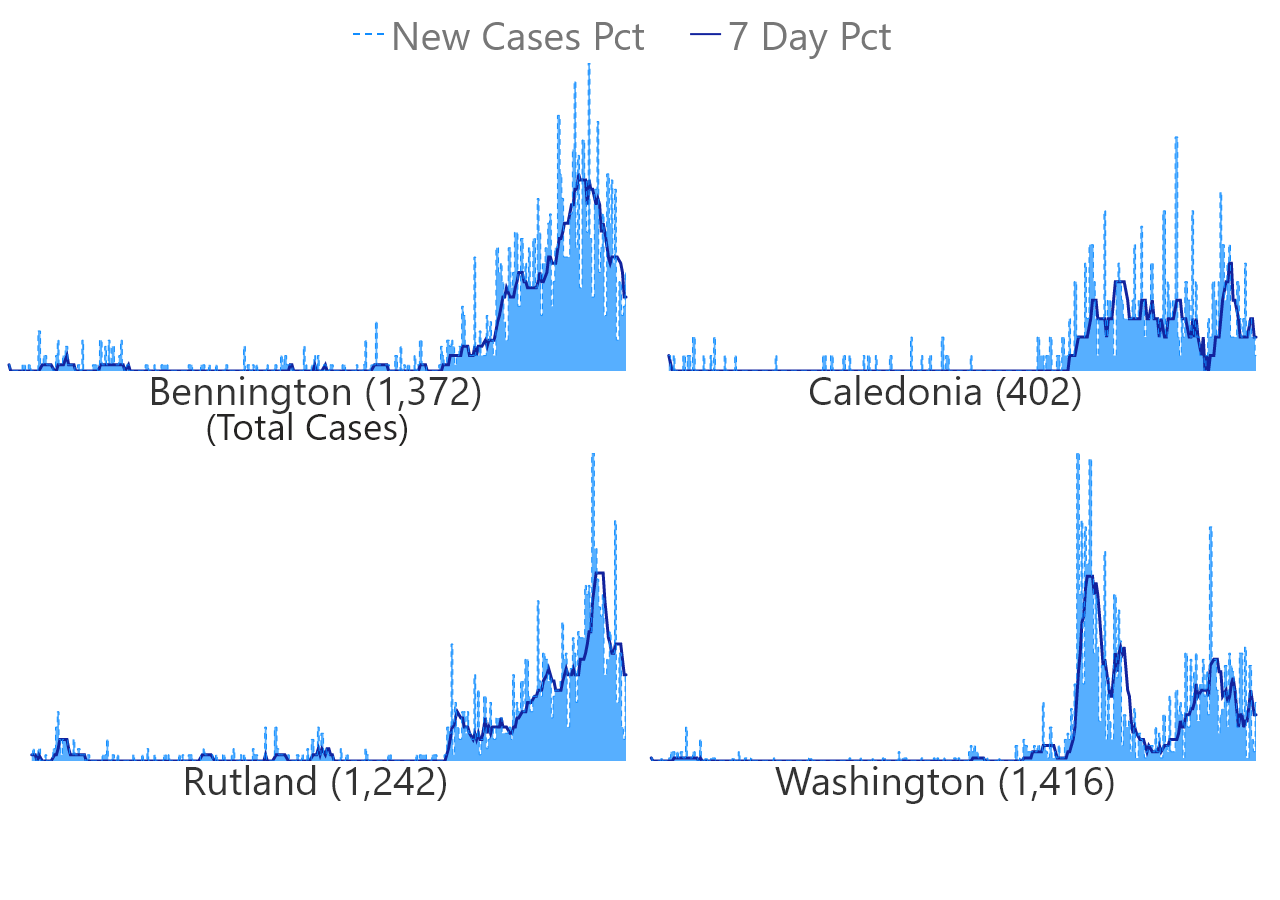 New Cases Pct 7 Day Pct
Bennington (1,372) Caledonia (402)
(Total Cases)
Rutland (1,242) Washington (1,416)